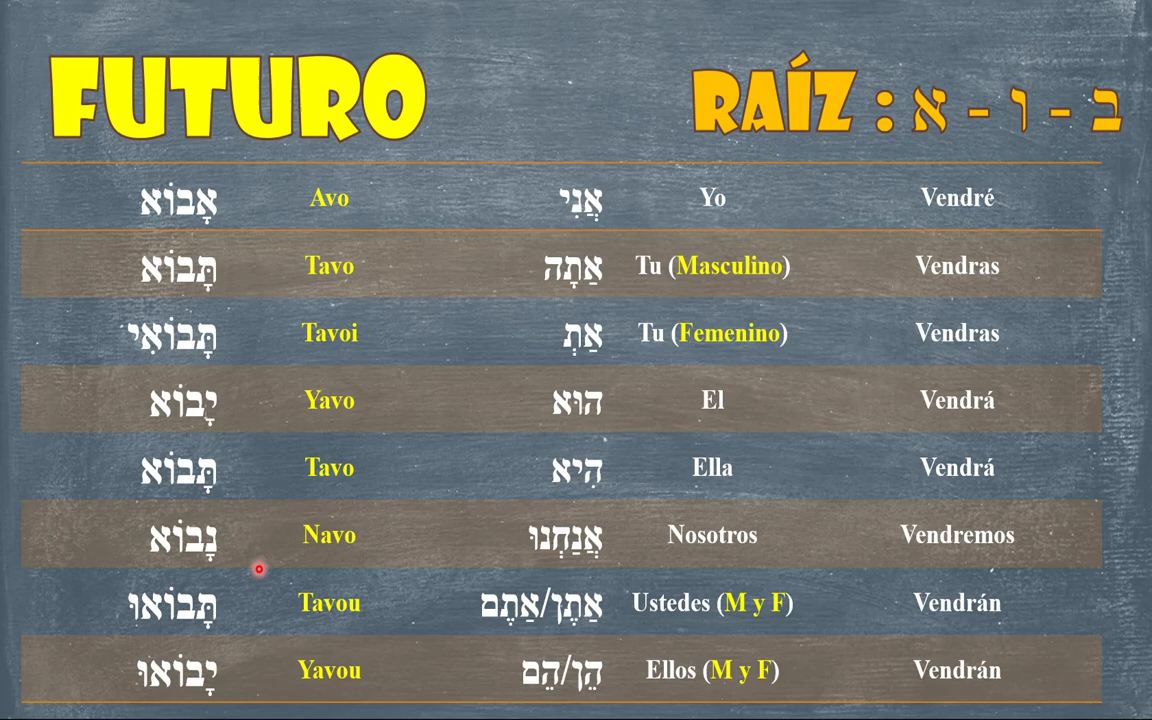 FUTURO
RAÍZ : א - ו - ב
אָבוֹא Avo אֲנִי Yo Vendré
תָּבוֹא Tavo אַתָה Tu (Masculino) Vendras
תָּבוֹאִי Tavoi אַתְ Tu (Femenino) Vendras
יָבוֹא Yavo הוּא El Vendrá
תָּבוֹא Tavo הִיא Ella Vendrá
נָבוֹא Navo אֲנַחְנוּ Nosotros Vendremos
תָּבוֹאוּ Tavou אַתֶן/אַתֶם Ustedes (M y F) Vendrán
יָבוֹאוּ Yavou הֵן/הֵם Ellos (M y F) Vendrán